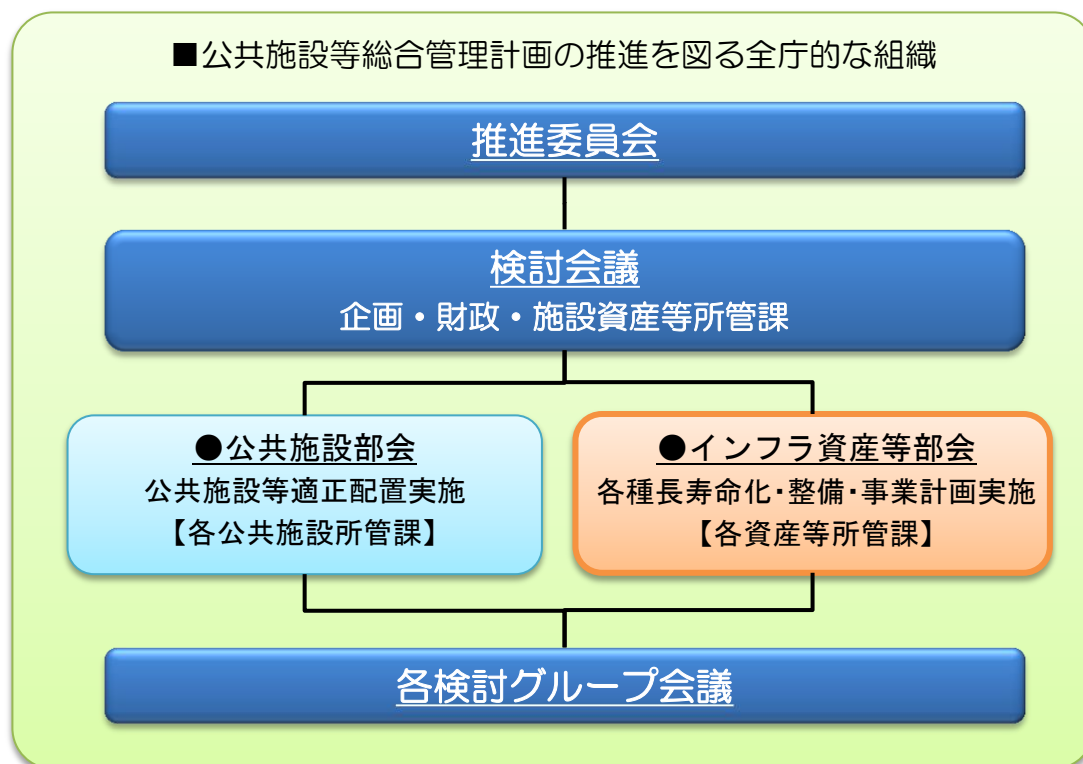 ■公共施設等総合管理計画の推進を図る全庁的な組織
推進委員会
検討会議
企画・財政・施設資産等所管課
●公共施設部会
公共施設等適正配置実施
【各公共施設所管課】
●インフラ資産等部会
各種長寿命化・整備・事業計画実施
【各資産等所管課】
各検討グループ会議